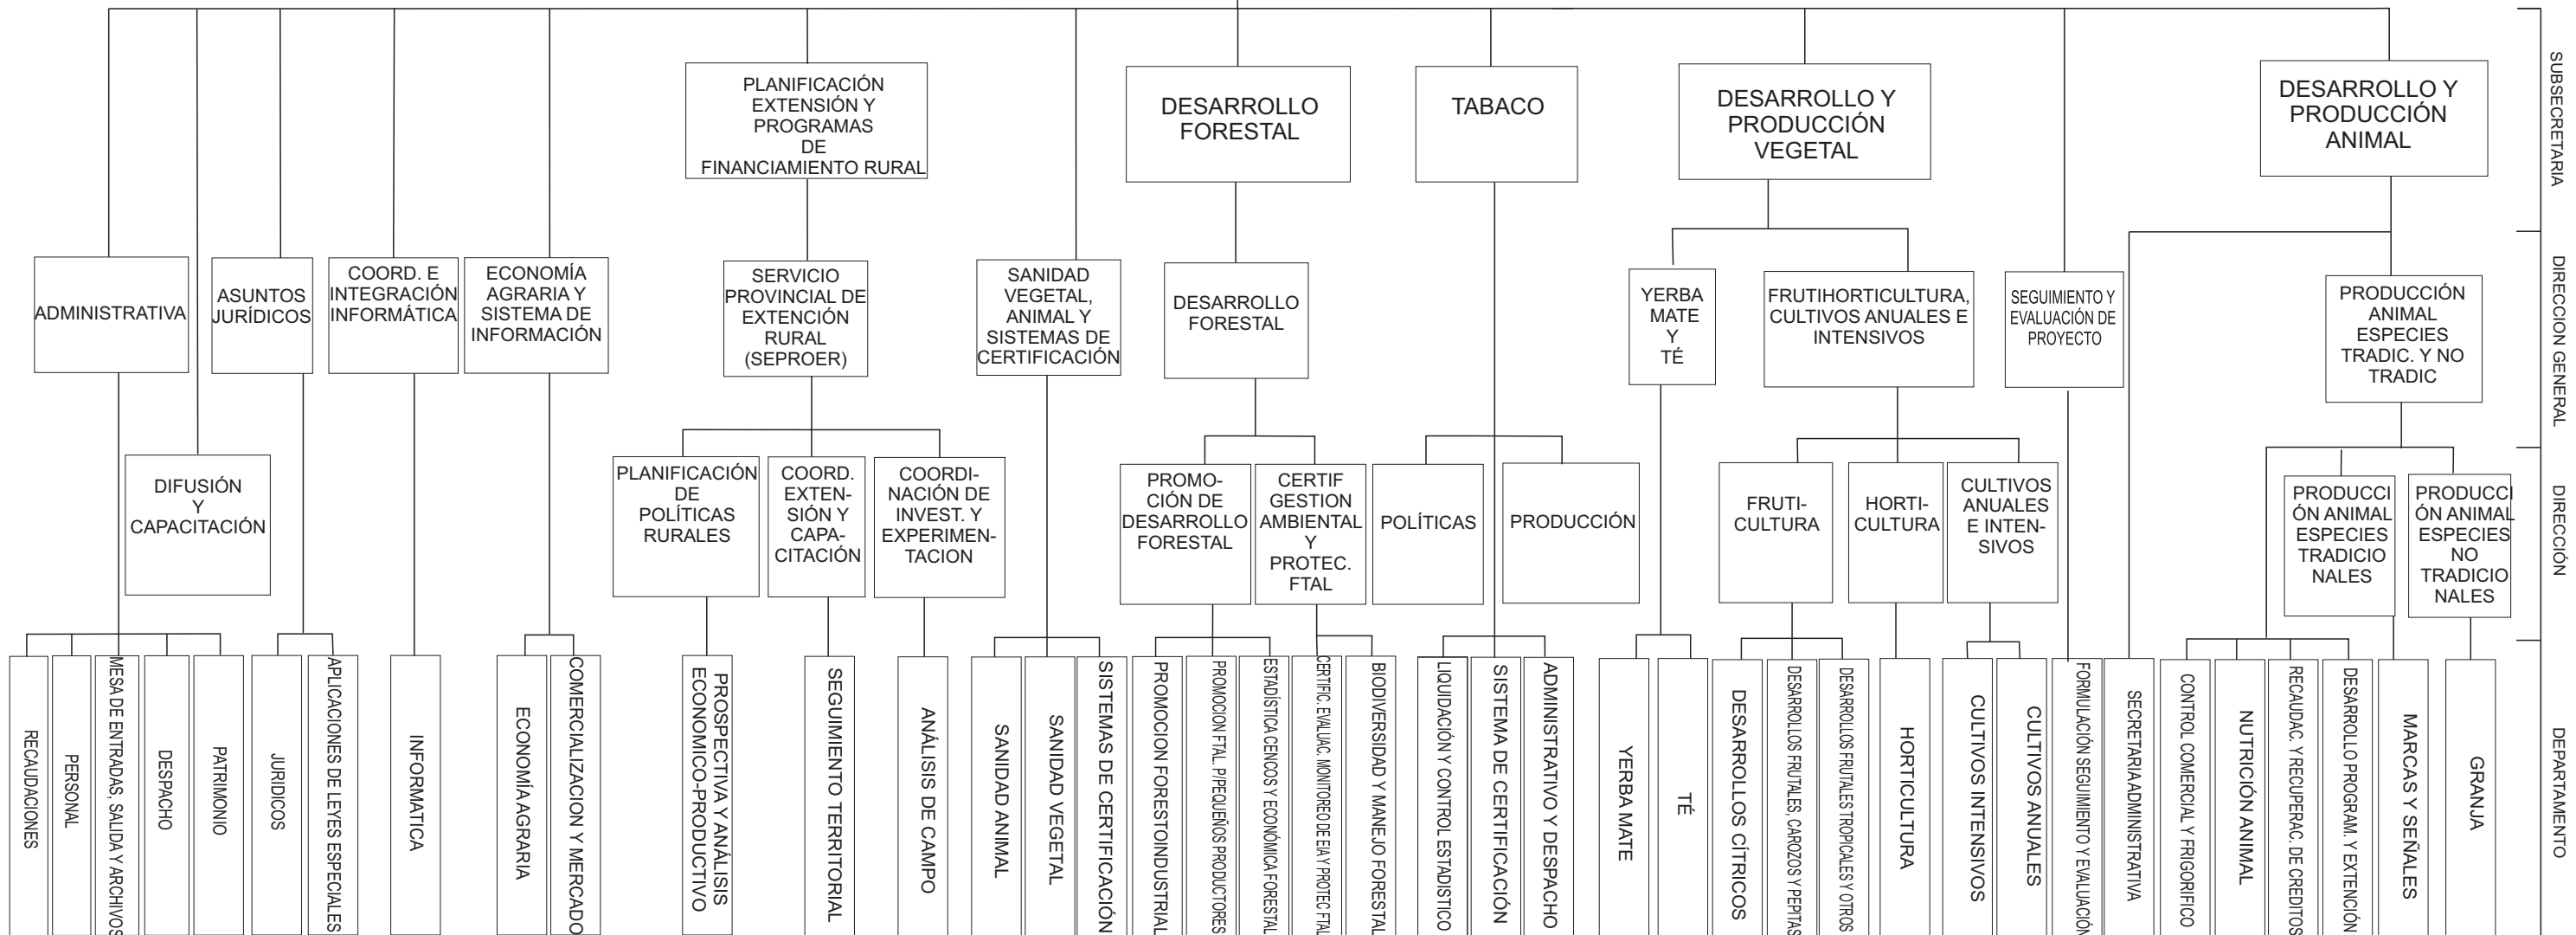 PLANIFICACIÓN
EXTENSIÓN Y
PROGRAMAS
DE
FINANCIAMIENTO RURAL
DESARROLLO
FORESTAL
TABACO
DESARROLLO Y
PRODUCCIÓN
VEGETAL
DESARROLLO Y
PRODUCCIÓN
ANIMAL
SUBSECRETARIA
ADMINISTRATIVA
ASUNTOS
JURÍDICOS
COORD. E
INTEGRACIÓN
INFORMÁTICA
ECONOMÍA
AGRARIA Y
SISTEMA DE
INFORMACIÓN
SERVICIO
PROVINCIAL DE
EXTENCIÓN
RURAL
(SEPROER)
SANIDAD
VEGETAL,
ANIMAL Y
SISTEMAS DE
CERTIFICACIÓN
DESARROLLO
FORESTAL
YERBA
MATE
Y
TÉ
FRUTIHORTICULTURA,
CULTIVOS ANUALES E
INTENSIVOS
SEGUIMIENTO Y
EVALUACIÓN DE
PROYECTO
PRODUCCIÓN
ANIMAL
ESPECIES
TRADIC. Y NO
TRADIC
DIRECCION GENERAL
DIFUSIÓN
Y
CAPACITACIÓN
PLANIFICACIÓN
DE
POLÍTICAS
RURALES
COORD.
EXTEN-
SIÓN Y
CAPA-
CITACIÓN
COORDI-
NACIÓN DE
INVEST. Y
EXPERIMEN-
TACION
PROMO-
CIÓN DE
DESARROLLO
FORESTAL
CERTIF
GESTION
AMBIENTAL
Y
PROTEC.
FTAL
POLÍTICAS
PRODUCCIÓN
FRUTI-
CULTURA
HORTI-
CULTURA
CULTIVOS
ANUALES
E INTEN-
SIVOS
PRODUCCI
ÓN ANIMAL
ESPECIES
TRADICIO
NALES
PRODUCCI
ÓN ANIMAL
ESPECIES
NO
TRADICIO
NALES
DIRECCIÓN
RECAUDACIONES
PERSONAL
MESA DE ENTRADAS, SALIDA Y ARCHIVOS
DESPACHO
PATRIMONIO
JURIDICOS
APLICACIONES DE LEYES ESPECIALES
INFORMATICA
ECONOMÍA AGRARIA
COMERCIALIZACION Y MERCADO
PROSPECTIVA Y ANÁLISIS
ECONOMICO-PRODUCTIVO
SEGUIMIENTO TERRITORIAL
ANÁLISIS DE CAMPO
SANIDAD ANIMAL
SANIDAD VEGETAL
SISTEMAS DE CERTIFICACIÓN
PROMOCION FORESTOINDUSTRIAL
PROMOCION FTAL. P/PEQUEÑOS PRODUCTORES
ESTADÍSTICA CENCOS Y ECONÓMICA FORESTAL
CERTIFIC. EVALUAC. MONITOREO DE EIA Y PROTEC FTAL
BIODIVERSIDAD Y MANEJO FORESTAL
LIQUIDACIÓN Y CONTROL ESTADISTICO
SISTEMA DE CERTIFICACIÓN
ADMINISTRATIVO Y DESPACHO
YERBA MATE
TÉ
DESARROLLOS CÍTRICOS
DESARROLLOS FRUTALES, CAROZOS Y PEPITAS
DESARROLLOS FRUTALES TROPICALES Y OTROS
HORTICULTURA
CULTIVOS INTENSIVOS
CULTIVOS ANUALES
FORMULACIÓN SEGUIMIENTO Y EVALUACIÓN
SECRETARIA ADMINISTRATIVA
CONTROL COMERCIAL Y FRIGORIFICO
NUTRICIÓN ANIMAL
RECAUDAC. Y RECUPERAC. DE CREDITOS
DESARROLLO PROGRAM. Y EXTENCIÓN
MARCAS Y SEÑALES
GRANJA
DEPARTAMENTO